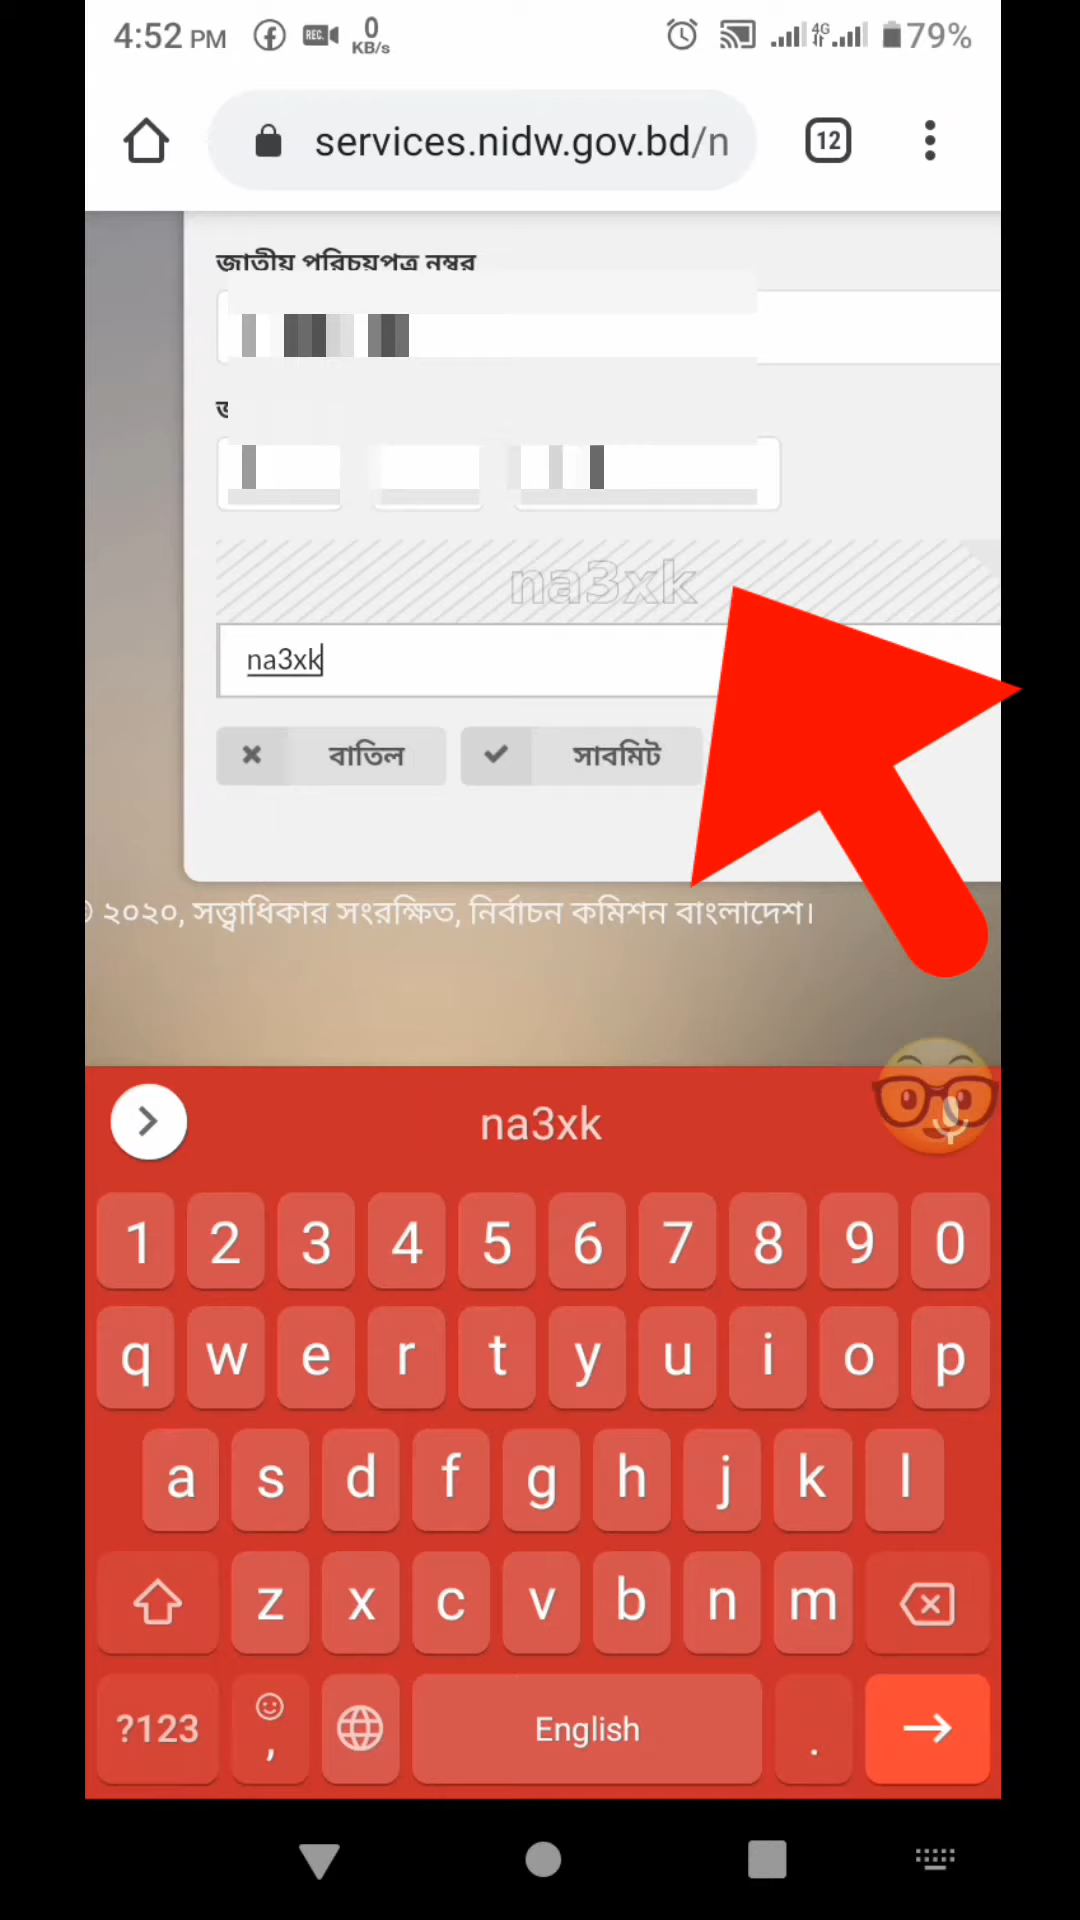 4:52 PM REC. 0 KB/s 4G 79%
services.nidw.gov.bd/n 12
জাতীয় পরিচয়পত্র নম্বর
na3xk
na3xk
বাতিল সাবমিট
© ২০২০, সত্ত্বাধিকার সংরক্ষিত, নির্বাচন কমিশন বাংলাদেশ।
na3xk
1 2 3 4 5 6 7 8 9 0
q w e r t y u i o p
a s d f g h j k l
z x c v b n m
?123 , English .